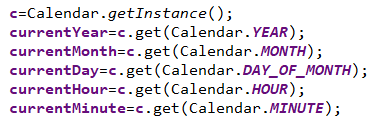 c=Calendar.getInstance();
currentYear=c.get(Calendar.YEAR);
currentMonth=c.get(Calendar.MONTH);
currentDay=c.get(Calendar.DAY_OF_MONTH);
currentHour=c.get(Calendar.HOUR);
currentMinute=c.get(Calendar.MINUTE);